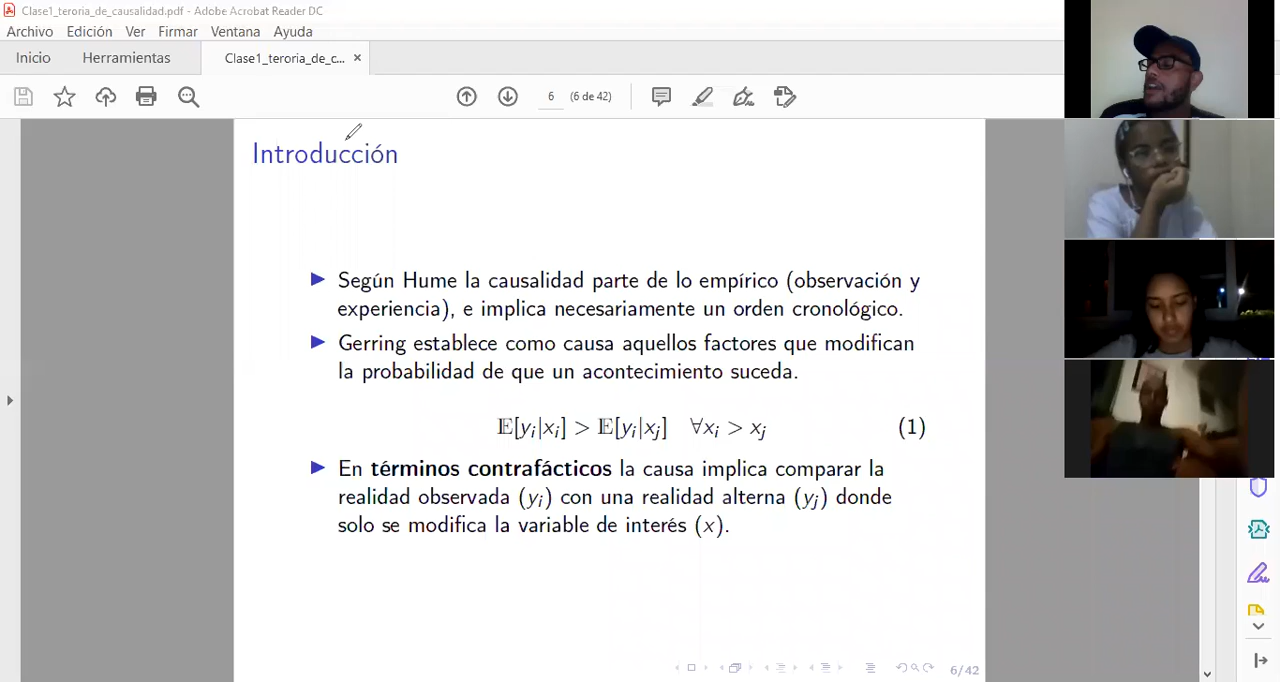 Clase1_teroria_de_causalidad.pdf - Adobe Acrobat Reader DC
Archivo Edición Ver Firmar Ventana Ayuda
Inicio Herramientas Clase1_teroria_de_c... ×
6 (6 de 42)
Introducción
▶ Según Hume la causalidad parte de lo empírico (observación y
experiencia), e implica necesariamente un orden cronológico.
▶ Gerring establece como causa aquellos factores que modifican
la probabilidad de que un acontecimiento suceda.
𝔼[yᵢ|xᵢ] > 𝔼[yᵢ|xⱼ] ∀xᵢ > xⱼ (1)
▶ En términos contrafácticos la causa implica comparar la
realidad observada (yᵢ) con una realidad alterna (yⱼ) donde
solo se modifica la variable de interés (x).
6/42